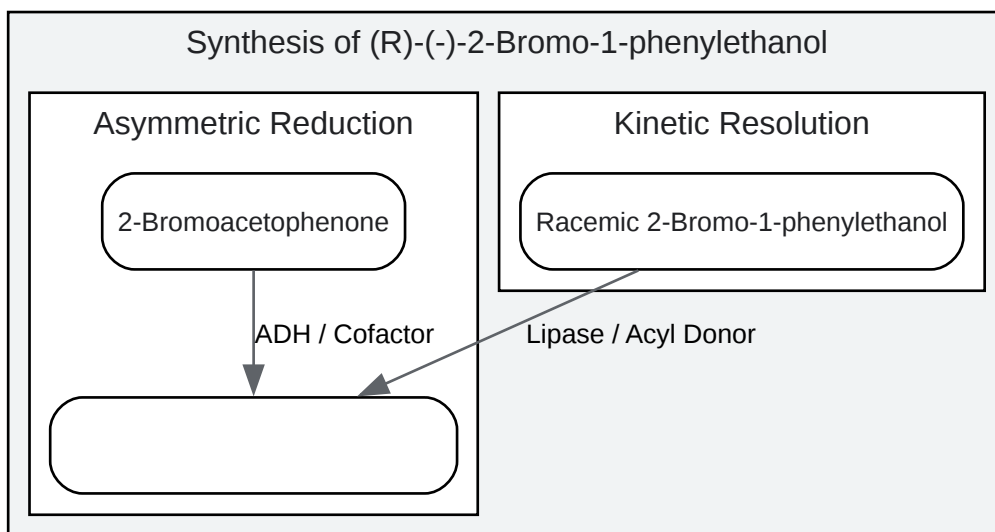 Synthesis of (R)-(-)-2-Bromo-1-phenylethanol
Asymmetric Reduction
Kinetic Resolution
2-Bromoacetophenone
Racemic 2-Bromo-1-phenylethanol
ADH / Cofactor
Lipase / Acyl Donor